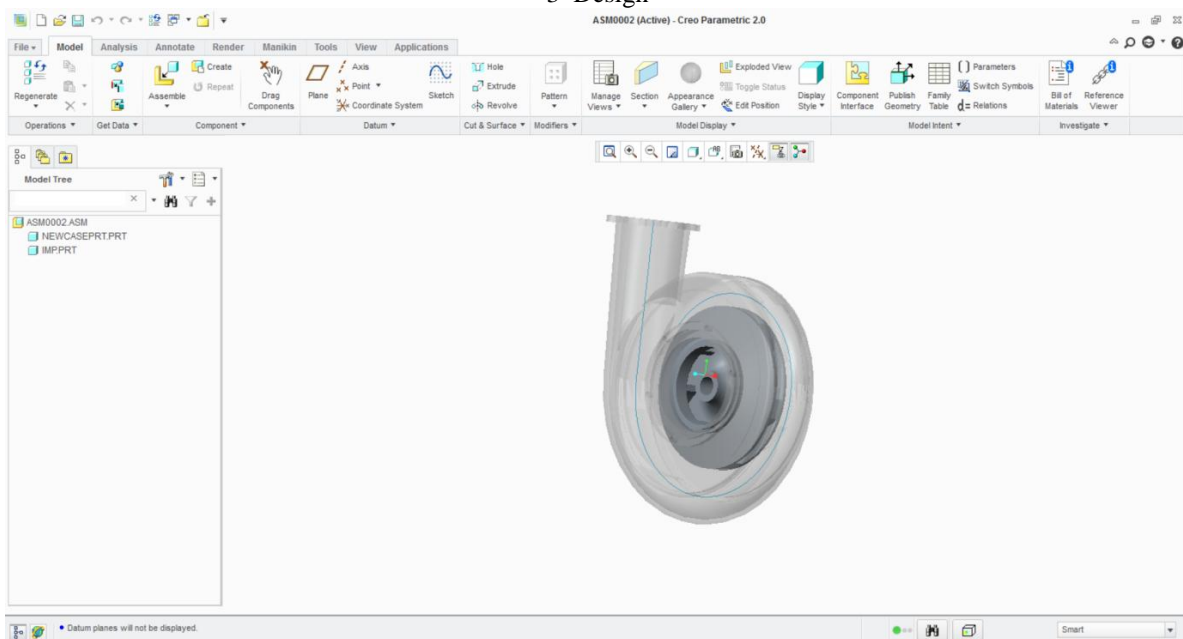 3 Design
ASM0002 (Active) - Creo Parametric 2.0
File Model Analysis Annotate Render Manikin Tools View Applications
Regenerate
Assemble
Create
Repeat
Drag Components
Plane
Axis
Point
Coordinate System
Sketch
Hole
Extrude
Revolve
Pattern
Manage Views
Section
Appearance Gallery
Exploded View
Toggle Status
Edit Position
Display Style
Component Interface
Publish Geometry
Family Table
Parameters
Switch Symbols
d= Relations
Bill of Materials
Reference Viewer
Operations Get Data Component Datum Cut & Surface Modifiers Model Display Model Intent Investigate
Model Tree
ASM0002.ASM
NEWCASEPRT.PRT
IMP.PRT
Datum planes will not be displayed.
Smart